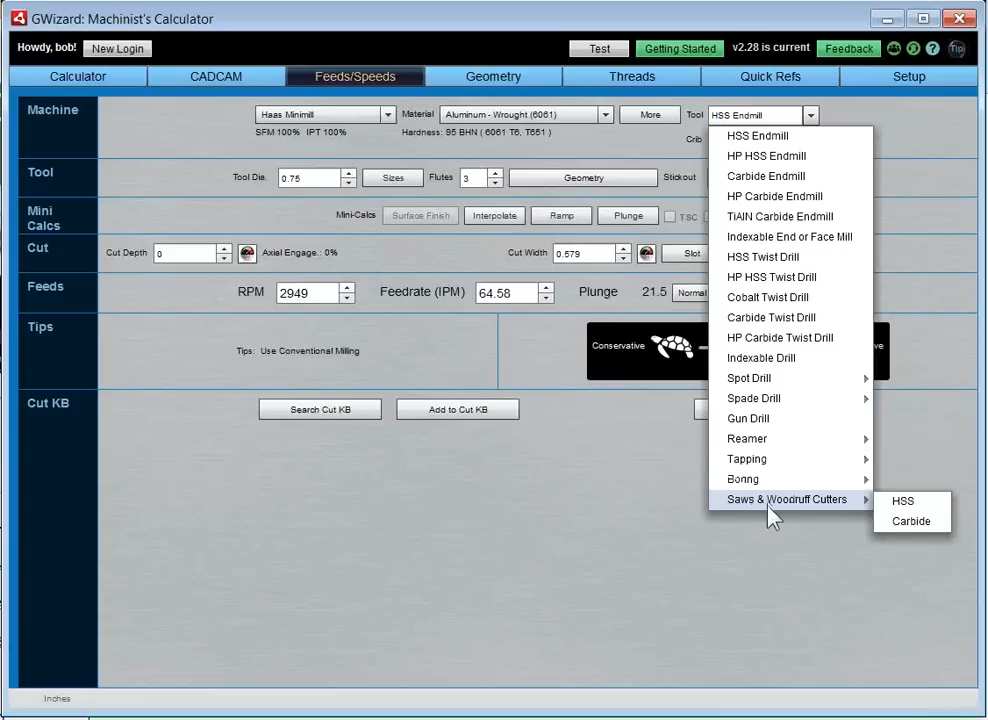 GWizard: Machinist's Calculator
Howdy, bob!
New Login
Test
Getting Started
v2.28 is current
Feedback
?
Tip
Calculator
CADCAM
Feeds/Speeds
Geometry
Threads
Quick Refs
Setup
Machine
Haas Minimill
Material
Aluminum - Wrought (6061)
More
Tool
HSS Endmill
SFM 100% IPT 100%
Hardness: 95 BHN ( 6061 T6, T651 )
Crib
Tool
Tool Dia.
0.75
Sizes
Flutes
3
Geometry
Stickout
Mini
Calcs
Mini-Calcs
Surface Finish
Interpolate
Ramp
Plunge
TSC
Cut
Cut Depth
0
Axial Engage.: 0%
Cut Width
0.579
Slot
Feeds
RPM
2949
Feedrate (IPM)
64.58
Plunge
21.5
Normal
Tips
Tips: Use Conventional Milling
Conservative
ve
Cut KB
Search Cut KB
Add to Cut KB
HSS Endmill
HP HSS Endmill
Carbide Endmill
HP Carbide Endmill
TiAlN Carbide Endmill
Indexable End or Face Mill
HSS Twist Drill
HP HSS Twist Drill
Cobalt Twist Drill
Carbide Twist Drill
HP Carbide Twist Drill
Indexable Drill
Spot Drill
Spade Drill
Gun Drill
Reamer
Tapping
Boring
Saws & Woodruff Cutters
HSS
Carbide
Inches